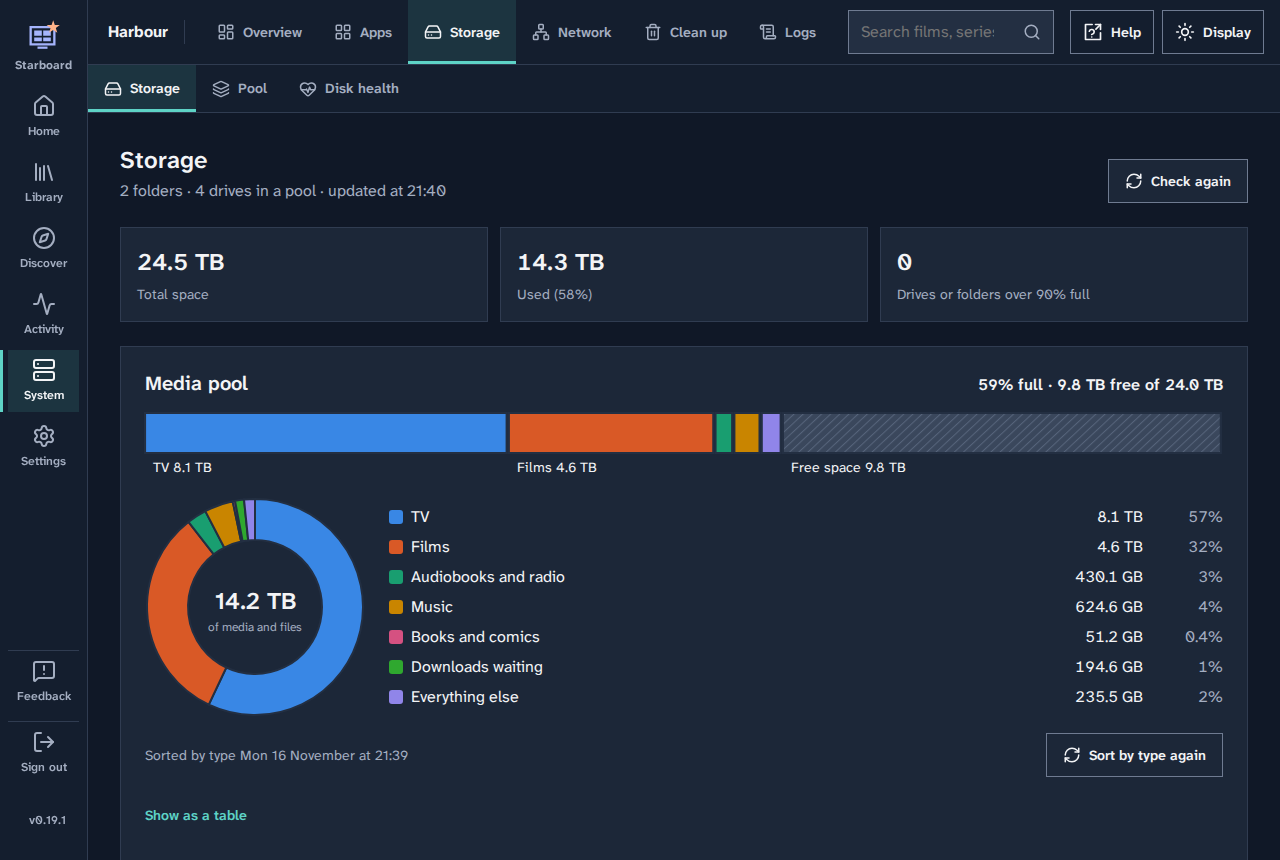 Starboard
Home
Library
Discover
Activity
System
Settings
Feedback
Sign out
v0.19.1
Harbour
Overview
Apps
Storage
Network
Clean up
Logs
Search films, series
Help
Display
Storage
Pool
Disk health
Storage
2 folders · 4 drives in a pool · updated at 21:40
Check again
24.5 TB
Total space
14.3 TB
Used (58%)
0
Drives or folders over 90% full
Media pool
59% full · 9.8 TB free of 24.0 TB
TV 8.1 TB
Films 4.6 TB
Free space 9.8 TB
14.2 TB
of media and files
TV 8.1 TB 57%
Films 4.6 TB 32%
Audiobooks and radio 430.1 GB 3%
Music 624.6 GB 4%
Books and comics 51.2 GB 0.4%
Downloads waiting 194.6 GB 1%
Everything else 235.5 GB 2%
Sorted by type Mon 16 November at 21:39
Sort by type again
Show as a table